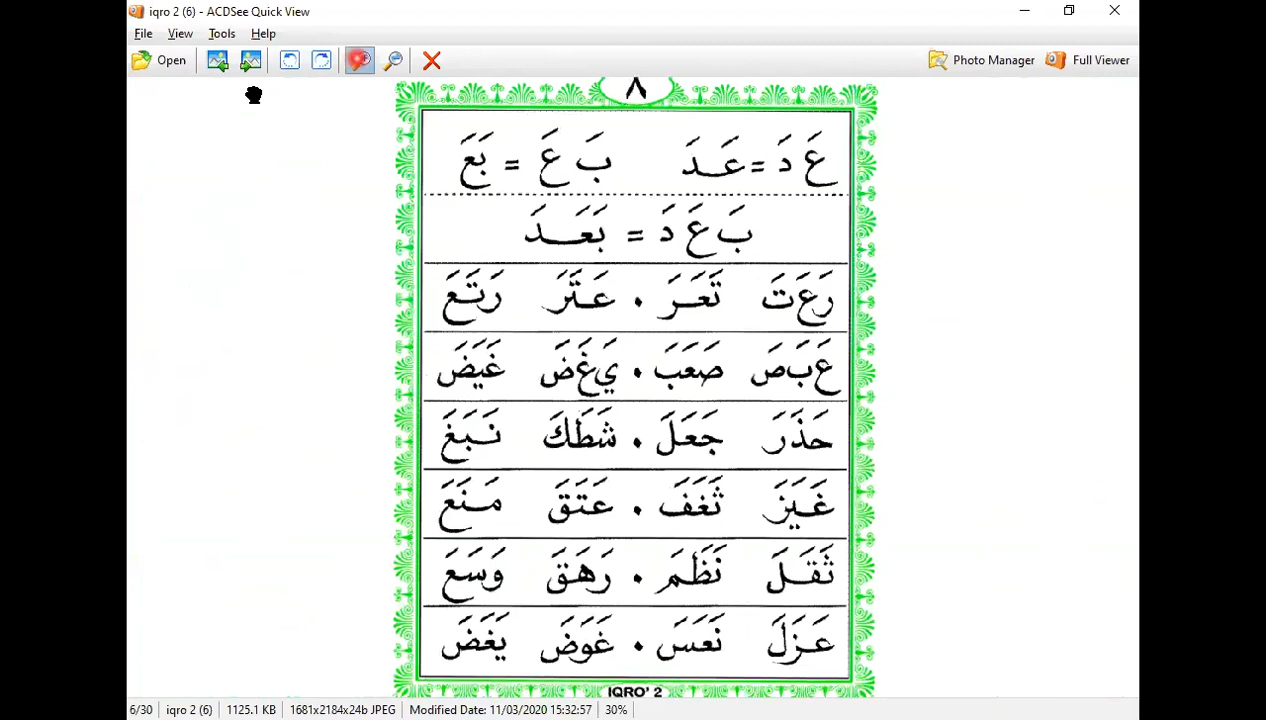 iqro 2 (6) - ACDSee Quick View
File View Tools Help
Open Photo Manager Full Viewer
٨
عَ دَ = عَدَ بَ عَ = بَعَ
بَ عَ دَ = بَعَدَ
رَعَتَ تَعَرَ . عَتَرَ رَتَعَ
عَبَصَ صَعَبَ . يَغَضَ غَيَضَ
حَذَرَ جَعَلَ . شَطَكَ نَبَغَ
غَيَزَ ثَغَفَ . عَتَقَ مَنَعَ
ثَقَلَ نَظَمَ . رَهَقَ وَسَعَ
عَزَلَ نَعَسَ . غَوَضَ يَغَضَ
IQRO' 2
6/30 iqro 2 (6) 1125.1 KB 1681x2184x24b JPEG Modified Date: 11/03/2020 15:32:57 30%